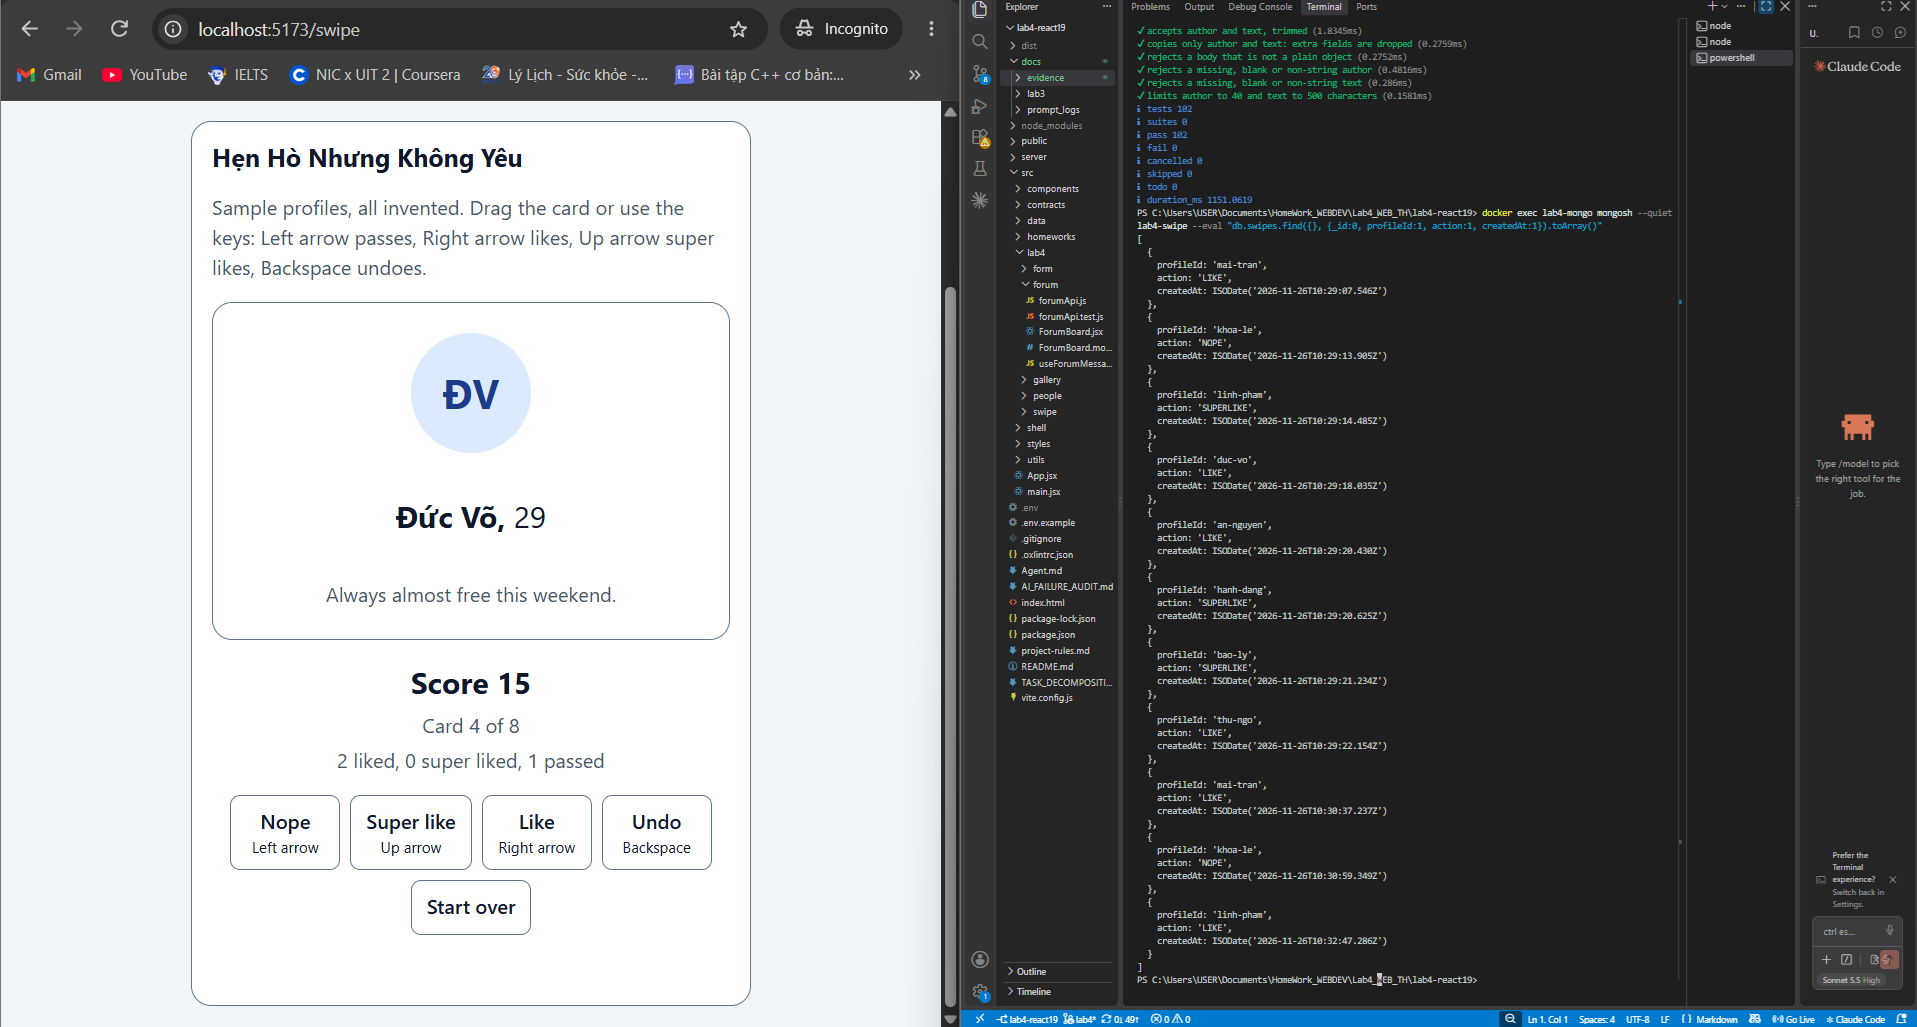 localhost:5173/swipe
Incognito
Gmail
YouTube
IELTS
NIC x UIT 2 | Coursera
Lý Lịch - Sức khỏe -...
Bài tập C++ cơ bản:...
Hẹn Hò Nhưng Không Yêu
Sample profiles, all invented. Drag the card or use the
keys: Left arrow passes, Right arrow likes, Up arrow super
likes, Backspace undoes.
ĐV
Đức Võ, 29
Always almost free this weekend.
Score 15
Card 4 of 8
2 liked, 0 super liked, 1 passed
Nope
Left arrow
Super like
Up arrow
Like
Right arrow
Undo
Backspace
Start over
Explorer
lab4-react19
dist
docs
evidence
lab3
prompt_logs
node_modules
public
server
src
components
contracts
data
homeworks
lab4
form
forum
forumApi.js
forumApi.test.js
ForumBoard.jsx
ForumBoard.mo...
useForumMessa...
gallery
people
swipe
shell
styles
utils
App.jsx
main.jsx
.env
.env.example
.gitignore
.oxlintrc.json
Agent.md
AI_FAILURE_AUDIT.md
index.html
package-lock.json
package.json
project-rules.md
README.md
TASK_DECOMPOSITI...
vite.config.js
Outline
Timeline
Problems
Output
Debug Console
Terminal
Ports
✓ accepts author and text, trimmed (1.8345ms)
✓ copies only author and text: extra fields are dropped (0.2759ms)
✓ rejects a body that is not a plain object (0.2752ms)
✓ rejects a missing, blank or non-string author (0.4816ms)
✓ rejects a missing, blank or non-string text (0.286ms)
✓ limits author to 40 and text to 500 characters (0.1581ms)
ℹ tests 102
ℹ suites 0
ℹ pass 102
ℹ fail 0
ℹ cancelled 0
ℹ skipped 0
ℹ todo 0
ℹ duration_ms 1151.0619
PS C:\Users\USER\Documents\HomeWork_WEBDEV\Lab4_WEB_TH\lab4-react19> docker exec lab4-mongo mongosh --quiet
lab4-swipe --eval "db.swipes.find({}, {_id:0, profileId:1, action:1, createdAt:1}).toArray()"
[
{
profileId: 'mai-tran',
action: 'LIKE',
createdAt: ISODate('2026-11-26T10:29:07.546Z')
},
{
profileId: 'khoa-le',
action: 'NOPE',
createdAt: ISODate('2026-11-26T10:29:13.905Z')
},
{
profileId: 'linh-pham',
action: 'SUPERLIKE',
createdAt: ISODate('2026-11-26T10:29:14.485Z')
},
{
profileId: 'duc-vo',
action: 'LIKE',
createdAt: ISODate('2026-11-26T10:29:18.035Z')
},
{
profileId: 'an-nguyen',
action: 'LIKE',
createdAt: ISODate('2026-11-26T10:29:20.430Z')
},
{
profileId: 'hanh-dang',
action: 'SUPERLIKE',
createdAt: ISODate('2026-11-26T10:29:20.625Z')
},
{
profileId: 'bao-ly',
action: 'SUPERLIKE',
createdAt: ISODate('2026-11-26T10:29:21.234Z')
},
{
profileId: 'thu-ngo',
action: 'LIKE',
createdAt: ISODate('2026-11-26T10:29:22.154Z')
},
{
profileId: 'mai-tran',
action: 'LIKE',
createdAt: ISODate('2026-11-26T10:30:37.237Z')
},
{
profileId: 'khoa-le',
action: 'NOPE',
createdAt: ISODate('2026-11-26T10:30:59.349Z')
},
{
profileId: 'linh-pham',
action: 'LIKE',
createdAt: ISODate('2026-11-26T10:32:47.286Z')
}
]
PS C:\Users\USER\Documents\HomeWork_WEBDEV\Lab4_WEB_TH\lab4-react19>
node
node
powershell
U.
Claude Code
Type /model to pick
the right tool for the
job.
Prefer the
Terminal
experience?
Switch back in
Settings.
ctrl es...
Sonnet 5.5 High
lab4-react19
lab4*
0↓ 49↑
0
0
Ln 1, Col 1
Spaces: 4
UTF-8
LF
{ } Markdown
Go Live
Claude Code